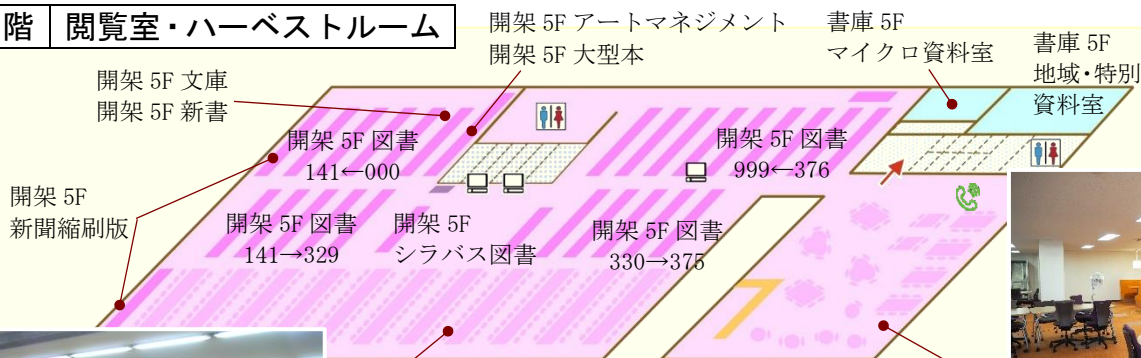 階 閲覧室・ハーベストルーム
開架 5F アートマネジメント
開架 5F 大型本
書庫 5F
マイクロ資料室
書庫 5F
地域・特別
資料室
開架 5F 文庫
開架 5F 新書
開架 5F 図書
141←000
開架 5F 図書
999←376
開架 5F
新聞縮刷版
開架 5F 図書
141→329
開架 5F
シラバス図書
開架 5F 図書
330→375